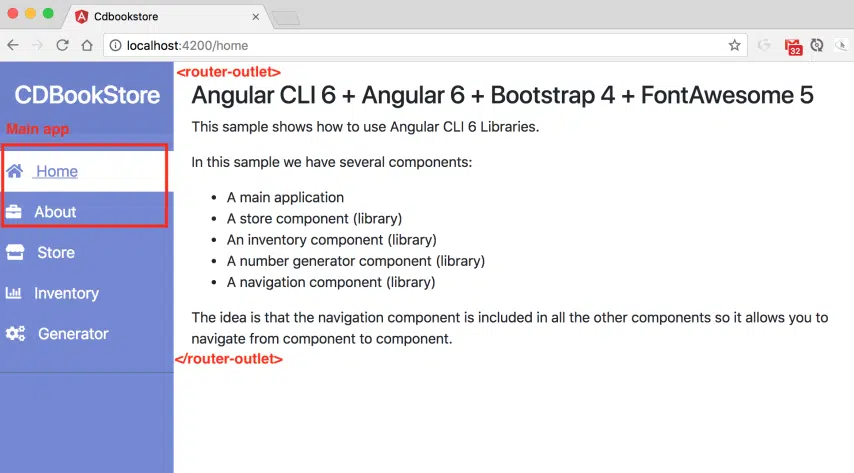 Cdbookstore
localhost:4200/home
32
<router-outlet>
CDBookStore
Angular CLI 6 + Angular 6 + Bootstrap 4 + FontAwesome 5
Main app
This sample shows how to use Angular CLI 6 Libraries.
In this sample we have several components:
Home
About
Store
Inventory
Generator
• A main application
• A store component (library)
• An inventory component (library)
• A number generator component (library)
• A navigation component (library)
The idea is that the navigation component is included in all the other components so it allows you to
navigate from component to component.
</router-outlet>